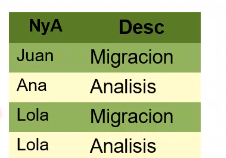 NyA Desc
Juan Migracion
Ana Analisis
Lola Migracion
Lola Analisis